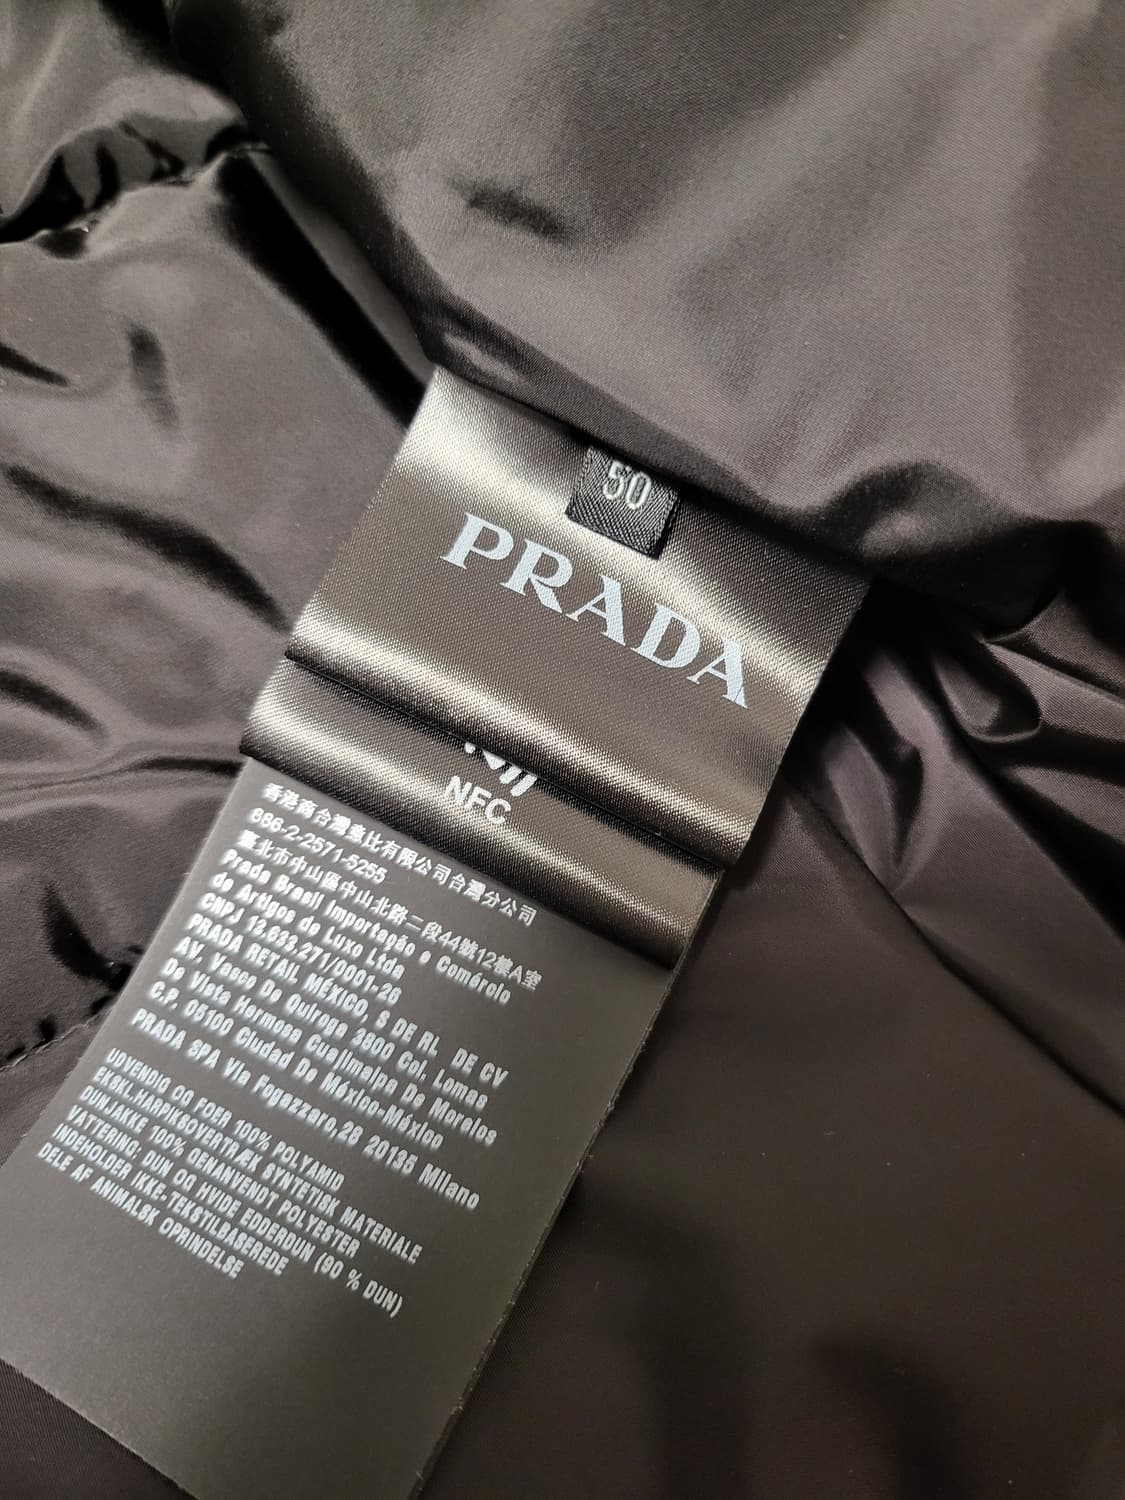 50
PRADA
NFC
香港商台灣普比有限公司台灣分公司
886-2-2571-5255
臺北市中山區中山北路二段44號12樓A室
Prada Brasil Importação e Comércio
de Artigos de Luxo Ltda
CNPJ 13.633.271/0001-26
PRADA RETAIL MÉXICO, S DE RL DE CV
AV. Vasco De Quiroga 3800 Col. Lomas
De Vista Hermosa Cuajimalpa De Morelos
C.P. 05100 Ciudad De México-México
PRADA SPA Via Fogazzaro,28 20135 Milano
UDVENDIG OG FOER 100% POLYAMID
EKSKL.HARPIKSOVERTRÆK SYNTETISK MATERIALE
DUNJAKKE 100% GENANVENDT POLYESTER
VATTERING: DUN OG HVIDE EDDERDUN (90 % DUN)
INDEHOLDER IKKE-TEKSTILBASEREDE
DELE AF ANIMALSK OPRINDELSE